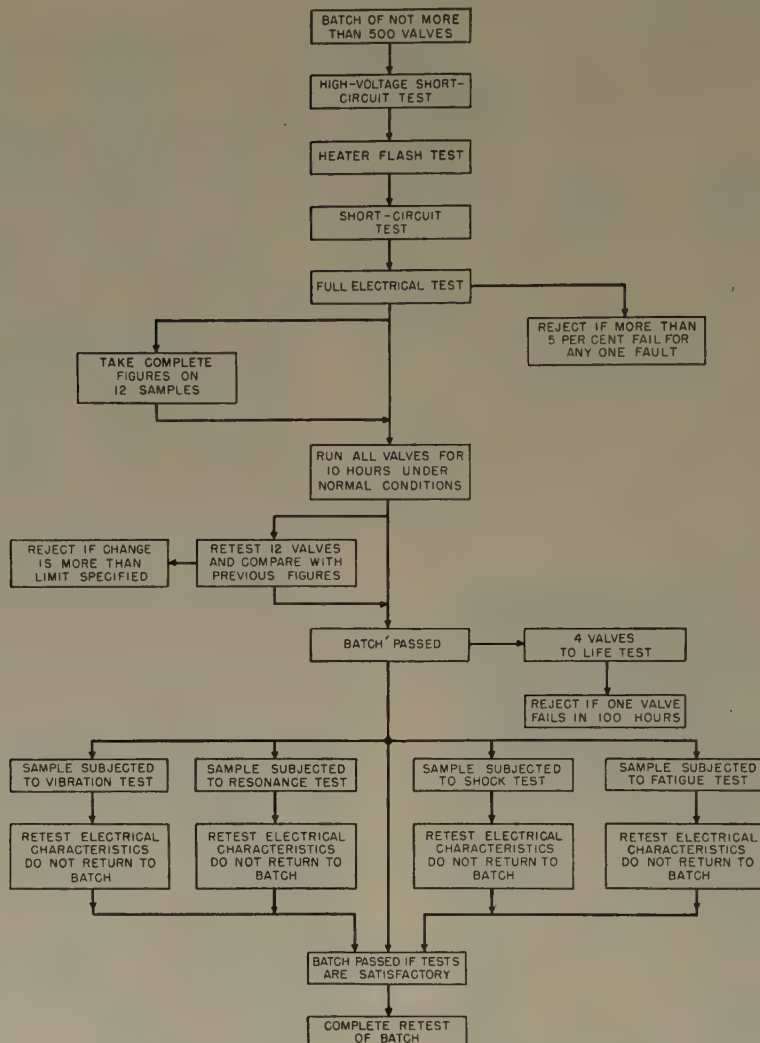 BATCH OF NOT MORE
THAN 500 VALVES
HIGH-VOLTAGE SHORT-
CIRCUIT TEST
HEATER FLASH TEST
SHORT-CIRCUIT
TEST
FULL ELECTRICAL TEST
REJECT IF MORE THAN
5 PER CENT FAIL FOR
ANY ONE FAULT
TAKE COMPLETE
FIGURES ON
12 SAMPLES
RUN ALL VALVES FOR
10 HOURS UNDER
NORMAL CONDITIONS
REJECT IF CHANGE
IS MORE THAN
LIMIT SPECIFIED
RETEST 12 VALVES
AND COMPARE WITH
PREVIOUS FIGURES
BATCH PASSED
4 VALVES
TO LIFE TEST
REJECT IF ONE VALVE
FAILS IN 100 HOURS
SAMPLE SUBJECTED
TO VIBRATION TEST
SAMPLE SUBJECTED
TO RESONANCE TEST
SAMPLE SUBJECTED
TO SHOCK TEST
SAMPLE SUBJECTED
TO FATIGUE TEST
RETEST ELECTRICAL
CHARACTERISTICS
DO NOT RETURN TO
BATCH
RETEST ELECTRICAL
CHARACTERISTICS
DO NOT RETURN TO
BATCH
RETEST ELECTRICAL
CHARACTERISTICS
DO NOT RETURN TO
BATCH
RETEST ELECTRICAL
CHARACTERISTICS
DO NOT RETURN TO
BATCH
BATCH PASSED IF TESTS
ARE SATISFACTORY
COMPLETE RETEST
OF BATCH